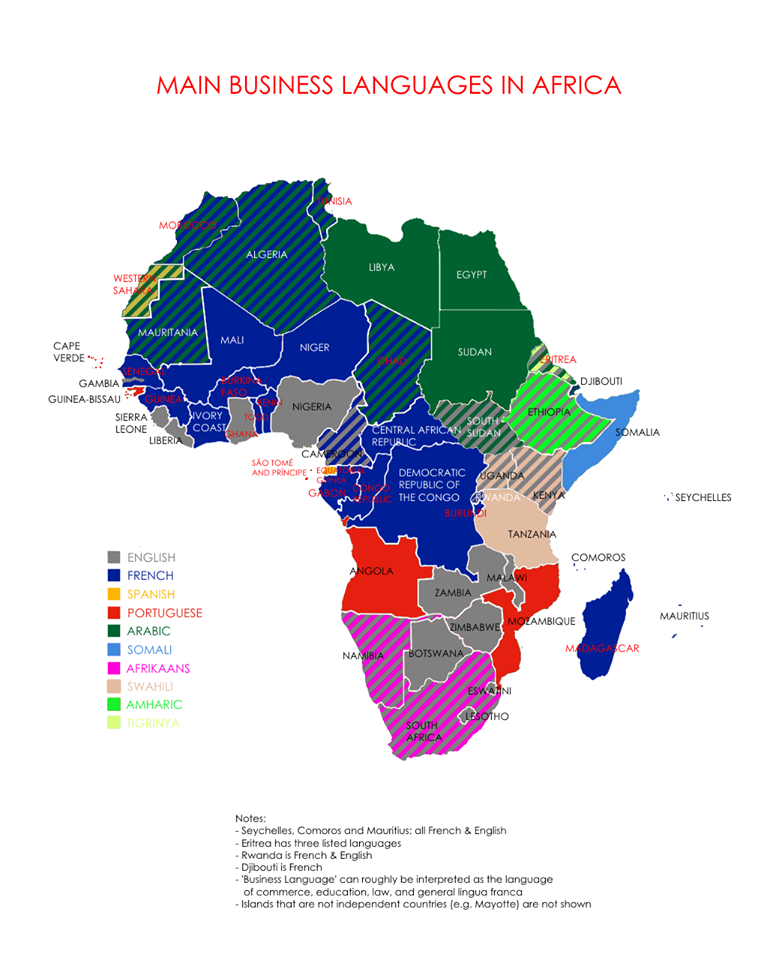 MAIN BUSINESS LANGUAGES IN AFRICA
TUNISIA
MOROCCO
ALGERIA
LIBYA
EGYPT
WESTERN
SAHARA
MAURITANIA
MALI
NIGER
CHAD
SUDAN
ERITREA
CAPE
VERDE
SENEGAL
GAMBIA
GUINEA-BISSAU
GUINEA
BURKINA
FASO
BENIN
TOGO
DJIBOUTI
NIGERIA
ETHIOPIA
SIERRA
LEONE
IVORY
COAST
LIBERIA
GHANA
CENTRAL AFRICAN
REPUBLIC
SOUTH
SUDAN
SOMALIA
CAMEROON
SÃO TOMÉ
AND PRÍNCIPE
EQUATORIAL
GUINEA
GABON
CONGO
REPUBLIC
DEMOCRATIC
REPUBLIC OF
THE CONGO
UGANDA
KENYA
RWANDA
BURUNDI
SEYCHELLES
TANZANIA
COMOROS
ANGOLA
MALAWI
ZAMBIA
MOZAMBIQUE
MAURITIUS
ZIMBABWE
MADAGASCAR
NAMIBIA
BOTSWANA
ESWATINI
LESOTHO
SOUTH
AFRICA
ENGLISH
FRENCH
SPANISH
PORTUGUESE
ARABIC
SOMALI
AFRIKAANS
SWAHILI
AMHARIC
TIGRINYA
Notes:
- Seychelles, Comoros and Mauritius: all French & English
- Eritrea has three listed languages
- Rwanda is French & English
- Djibouti is French
- 'Business Language' can roughly be interpreted as the language
of commerce, education, law, and general lingua franca
- Islands that are not independent countries (e.g. Mayotte) are not shown